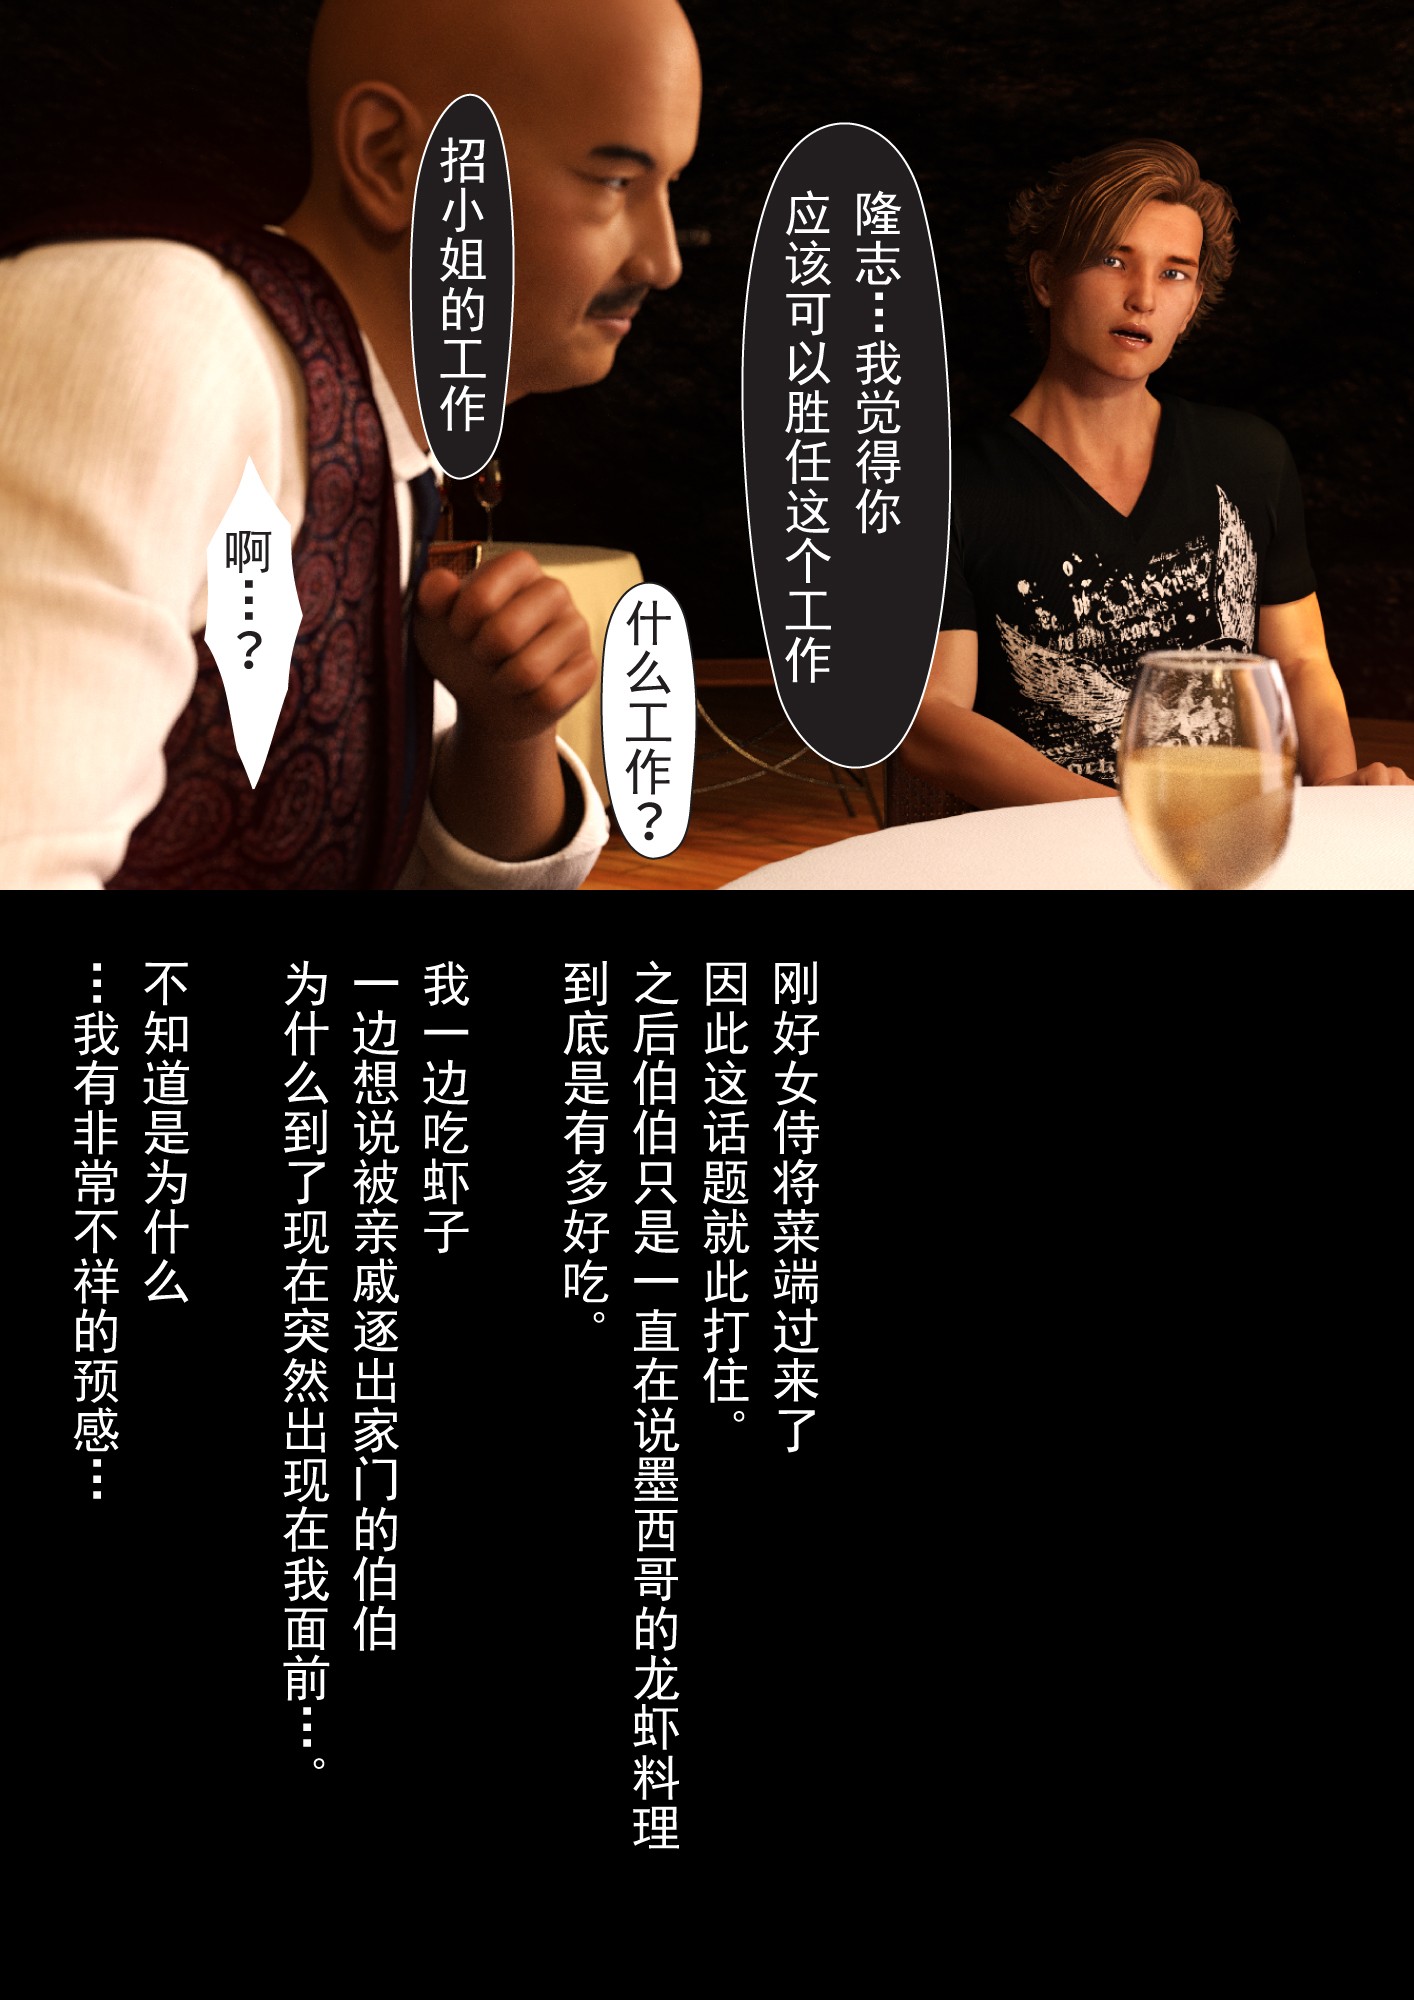 隆志…我觉得你
应该可以胜任这个工作
什么工作？
招小姐的工作
啊…？
刚好女侍将菜端过来了
因此这话题就此打住。
之后伯伯只是一直在说墨西哥的龙虾料理
到底是有多好吃。
我一边吃虾子
一边想说被亲戚逐出家门的伯伯
为什么到了现在突然出现在我面前…。
不知道是为什么
…我有非常不祥的预感…